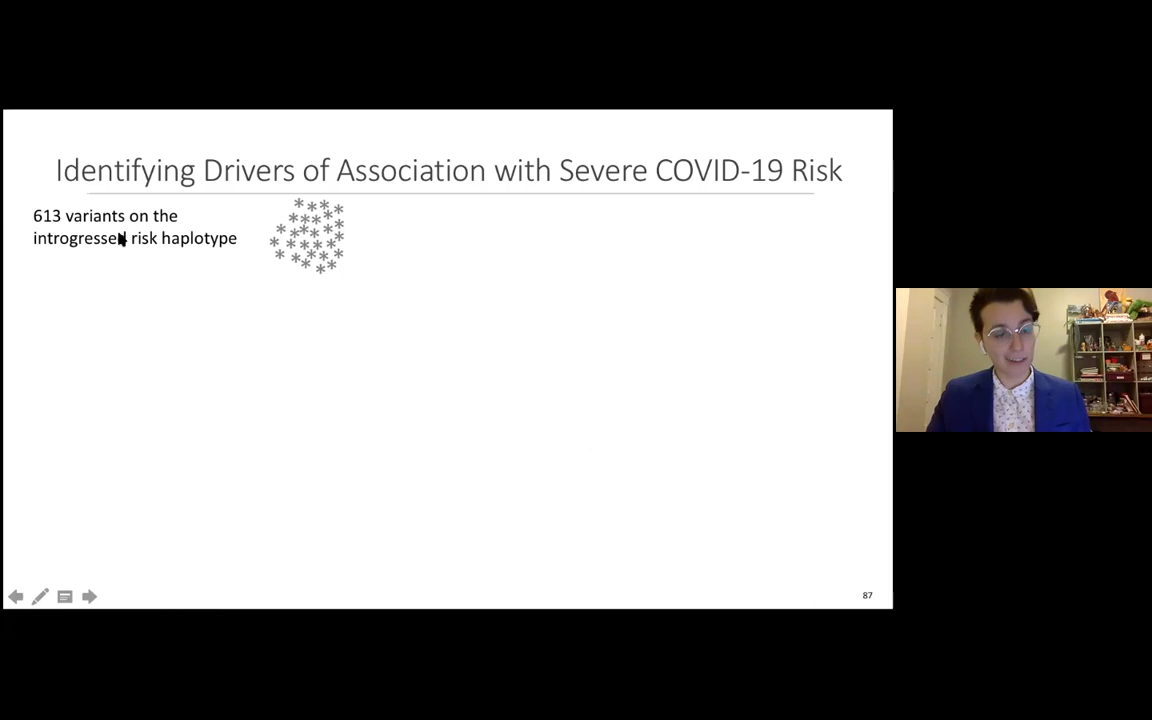 Identifying Drivers of Association with Severe COVID-19 Risk
613 variants on the
introgressed risk haplotype
87